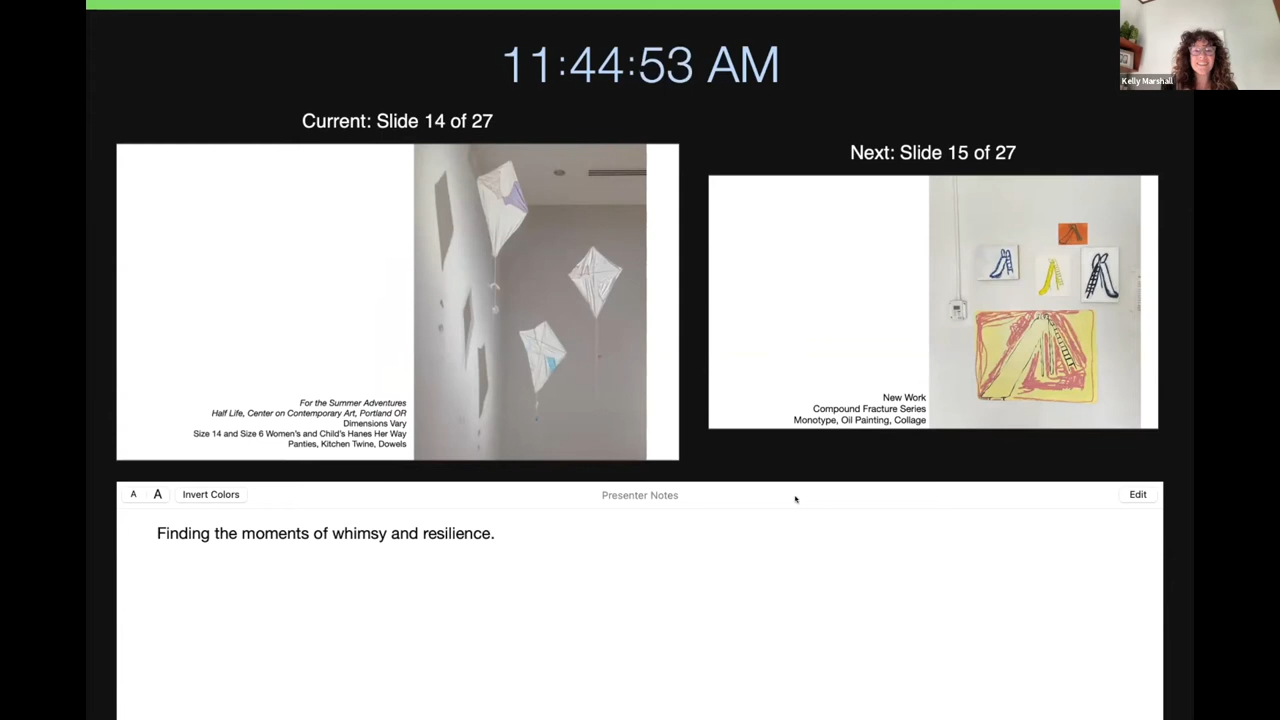 11:44:53 AM
Kelly Marshall
Current: Slide 14 of 27
Next: Slide 15 of 27
For the Summer Adventures
Half Life, Center on Contemporary Art, Portland OR
Dimensions Vary
Size 14 and Size 6 Women's and Child's Hanes Her Way
Panties, Kitchen Twine, Dowels
New Work
Compound Fracture Series
Monotype, Oil Painting, Collage
A A Invert Colors Presenter Notes Edit
Finding the moments of whimsy and resilience.